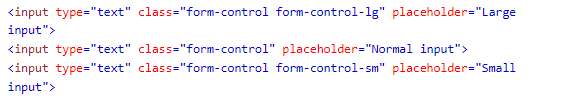 <input type="text" class="form-control form-control-lg" placeholder="Large
input">
<input type="text" class="form-control" placeholder="Normal input">
<input type="text" class="form-control form-control-sm" placeholder="Small
input">